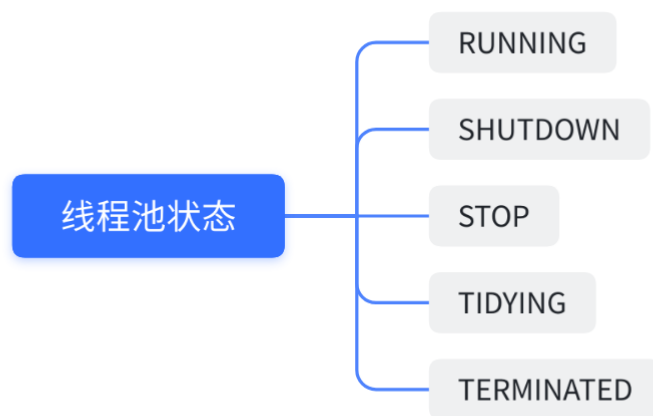 线程池状态
RUNNING
SHUTDOWN
STOP
TIDYING
TERMINATED